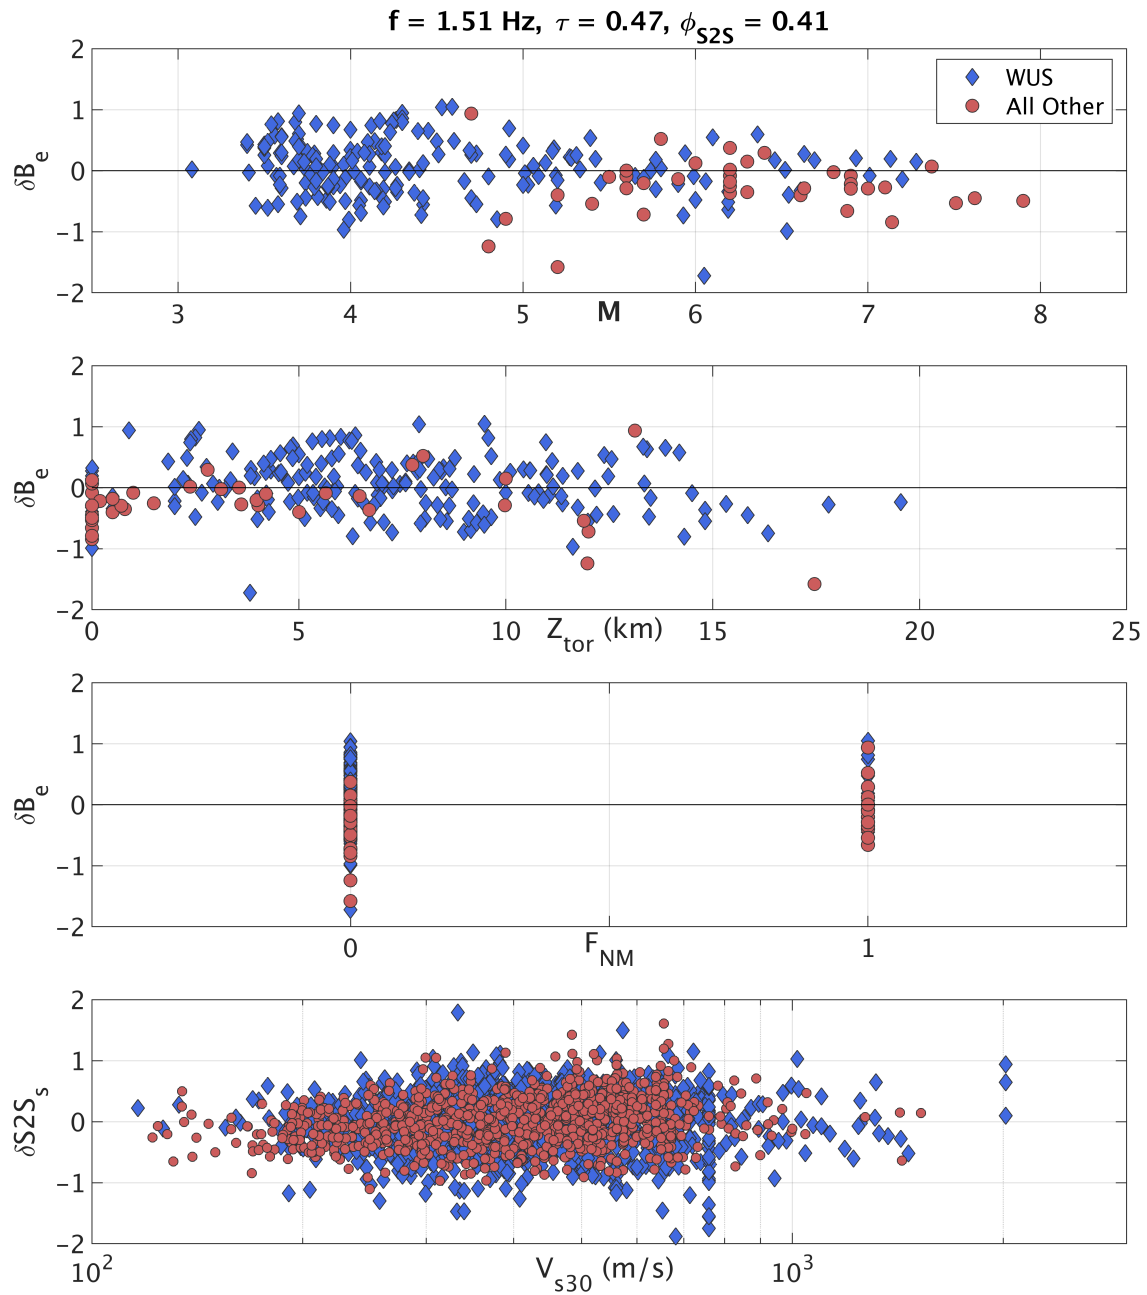 f = 1.51 Hz, τ = 0.47, ϕS2S = 0.41
2
1
0
−1
−2
δBe
WUS
All Other
3 4 5 6 7 8
M
2
1
0
−1
−2
δBe
0 5 10 15 20 25
Ztor (km)
2
1
0
−1
−2
δBe
0 1
FNM
2
1
0
−1
−2
δS2Ss
10^2 10^3
Vs30 (m/s)